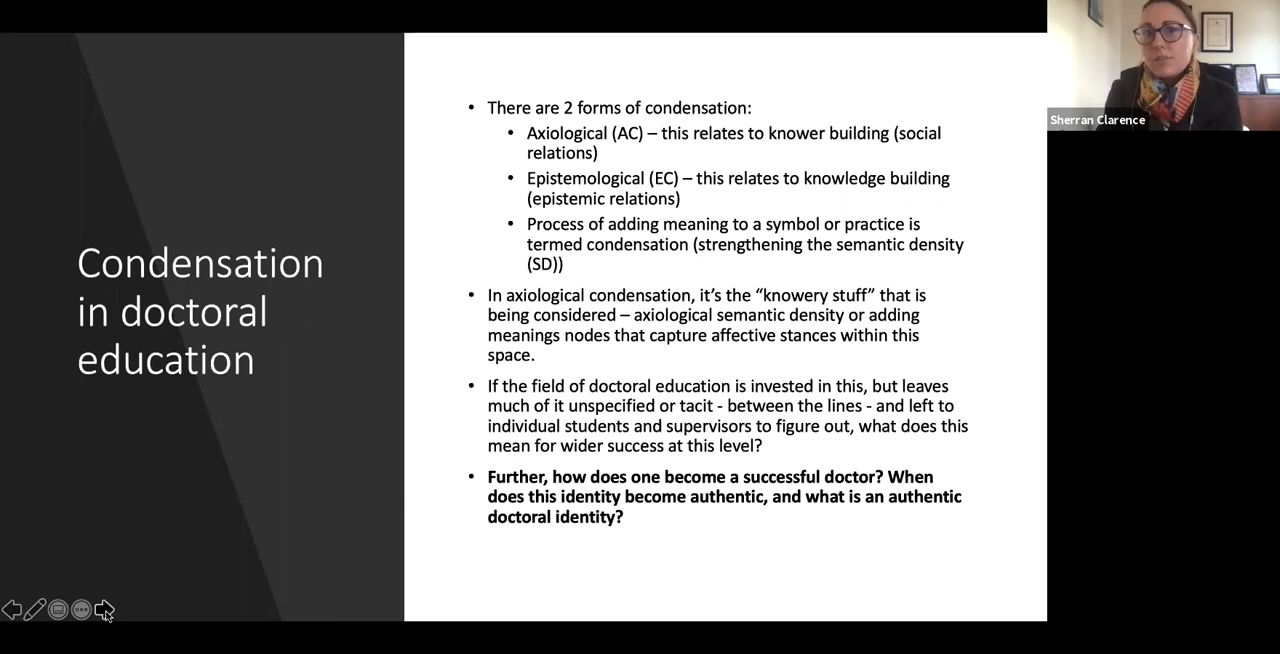 Condensation
in doctoral
education
• There are 2 forms of condensation:
• Axiological (AC) – this relates to knower building (social
relations)
• Epistemological (EC) – this relates to knowledge building
(epistemic relations)
• Process of adding meaning to a symbol or practice is
termed condensation (strengthening the semantic density
(SD))
• In axiological condensation, it’s the “knowery stuff” that is
being considered – axiological semantic density or adding
meanings nodes that capture affective stances within this
space.
• If the field of doctoral education is invested in this, but leaves
much of it unspecified or tacit - between the lines - and left to
individual students and supervisors to figure out, what does this
mean for wider success at this level?
• Further, how does one become a successful doctor? When
does this identity become authentic, and what is an authentic
doctoral identity?
Sherran Clarence